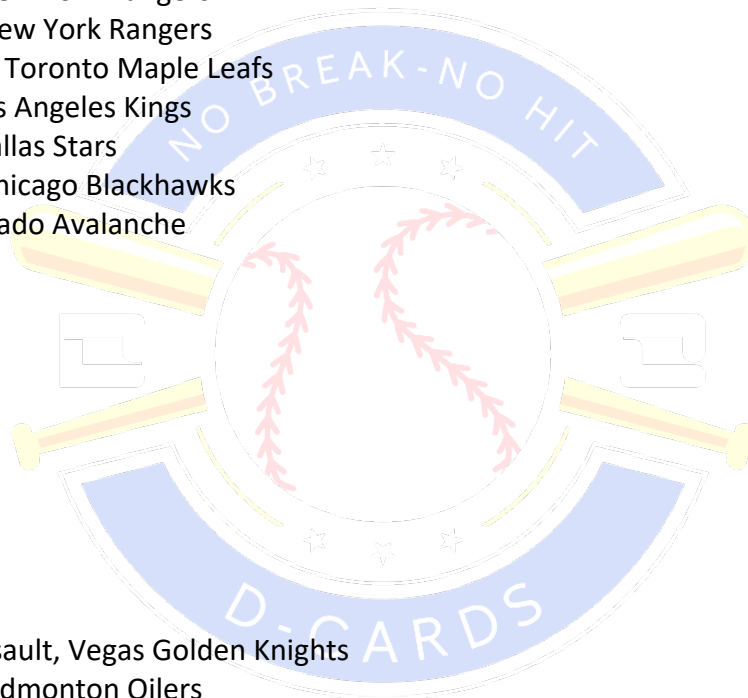 ew York Rangers
Toronto Maple Leafs
s Angeles Kings
llas Stars
hicago Blackhawks
ado Avalanche
NO BREAK-NO HIT
D-CARDS
sault, Vegas Golden Knights
dmonton Oilers